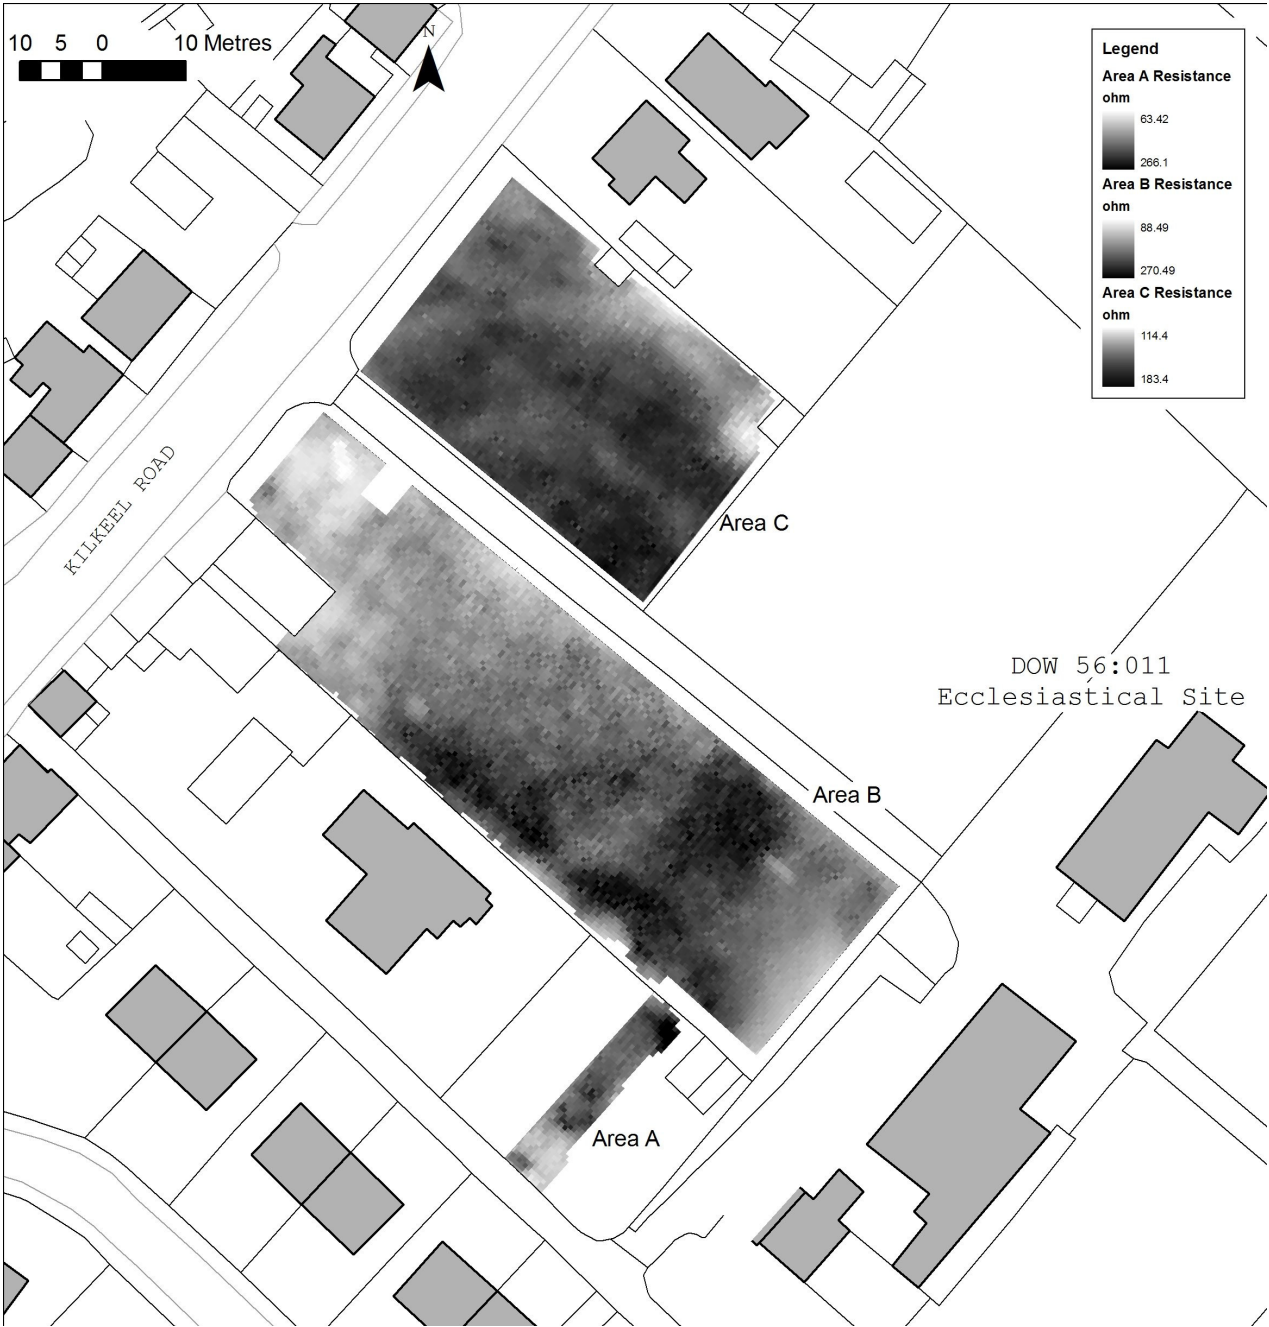 10 5 0 10 Metres
N
Legend
Area A Resistance
ohm
63.42
266.1
Area B Resistance
ohm
88.49
270.49
Area C Resistance
ohm
114.4
183.4
KILKEEL ROAD
Area C
DOW 56:011
Ecclesiastical Site
Area B
Area A